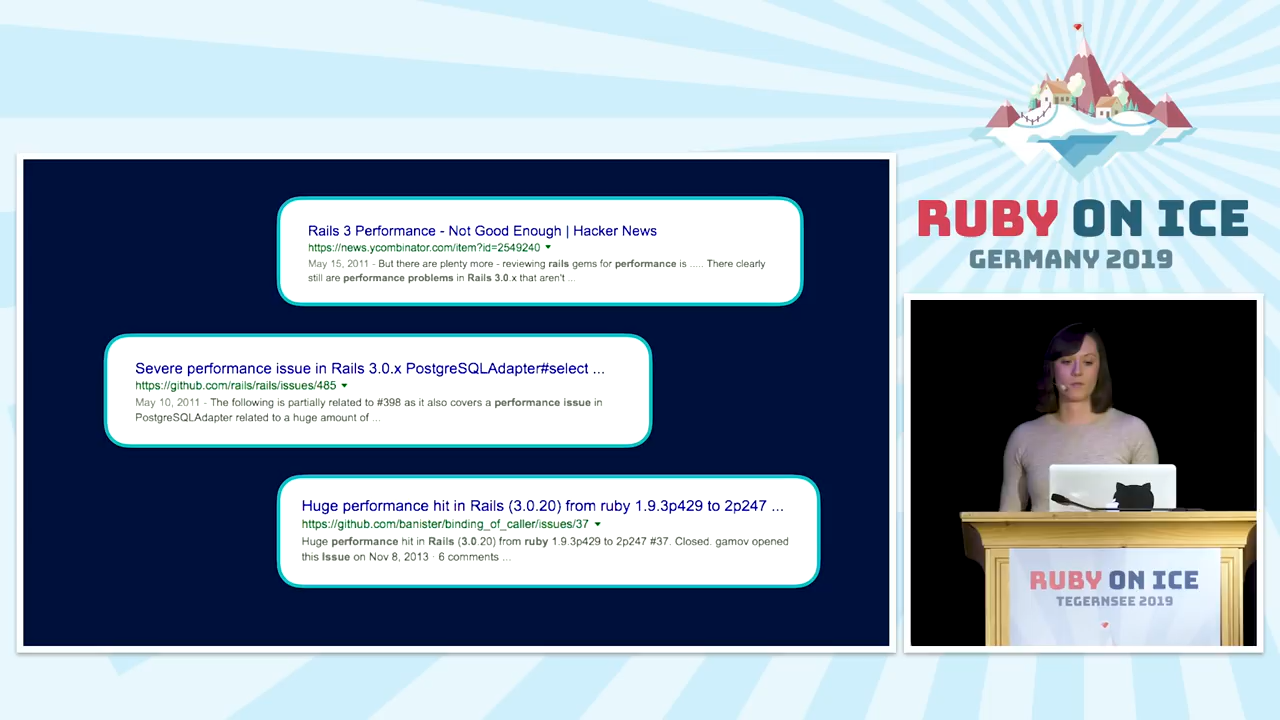 RUBY ON ICE
GERMANY 2019
Rails 3 Performance - Not Good Enough | Hacker News
https://news.ycombinator.com/item?id=2549240
May 15, 2011 - But there are plenty more - reviewing rails gems for performance is ..... There clearly
still are performance problems in Rails 3.0.x that aren't ...
Severe performance issue in Rails 3.0.x PostgreSQLAdapter#select ...
https://github.com/rails/rails/issues/485
May 10, 2011 - The following is partially related to #398 as it also covers a performance issue in
PostgreSQLAdapter related to a huge amount of ...
Huge performance hit in Rails (3.0.20) from ruby 1.9.3p429 to 2p247 ...
https://github.com/banister/binding_of_caller/issues/37
Huge performance hit in Rails (3.0.20) from ruby 1.9.3p429 to 2p247 #37. Closed. gamov opened
this Issue on Nov 8, 2013 · 6 comments ...
RUBY ON ICE
TEGERNSEE 2019